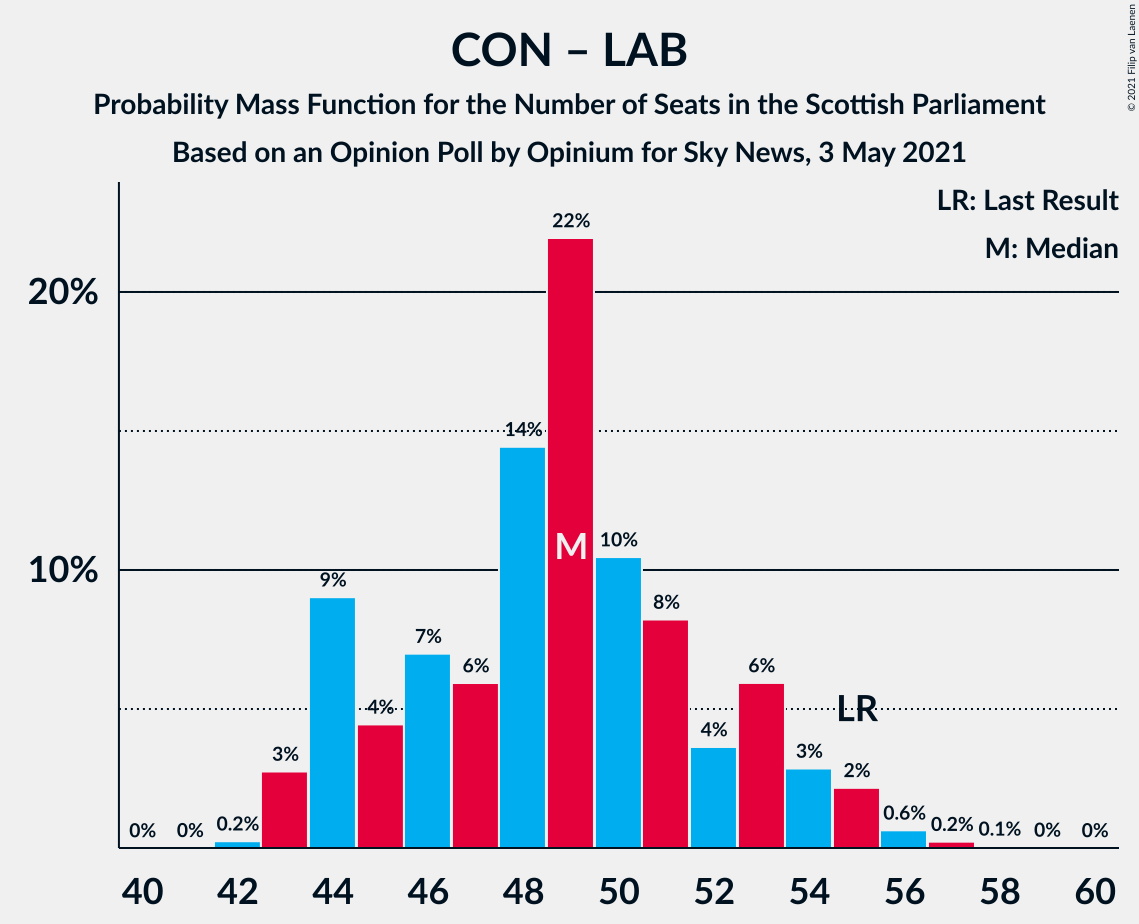 CON – LAB
Probability Mass Function for the Number of Seats in the Scottish Parliament
Based on an Opinion Poll by Opinium for Sky News, 3 May 2021
© 2021 Filip van Laenen
LR: Last Result
M: Median
20%
10%
0%
0%
0.2%
3%
9%
4%
7%
6%
14%
22%
M
10%
8%
4%
6%
3%
LR
2%
0.6%
0.2%
0.1%
0%
0%
40 42 44 46 48 50 52 54 56 58 60